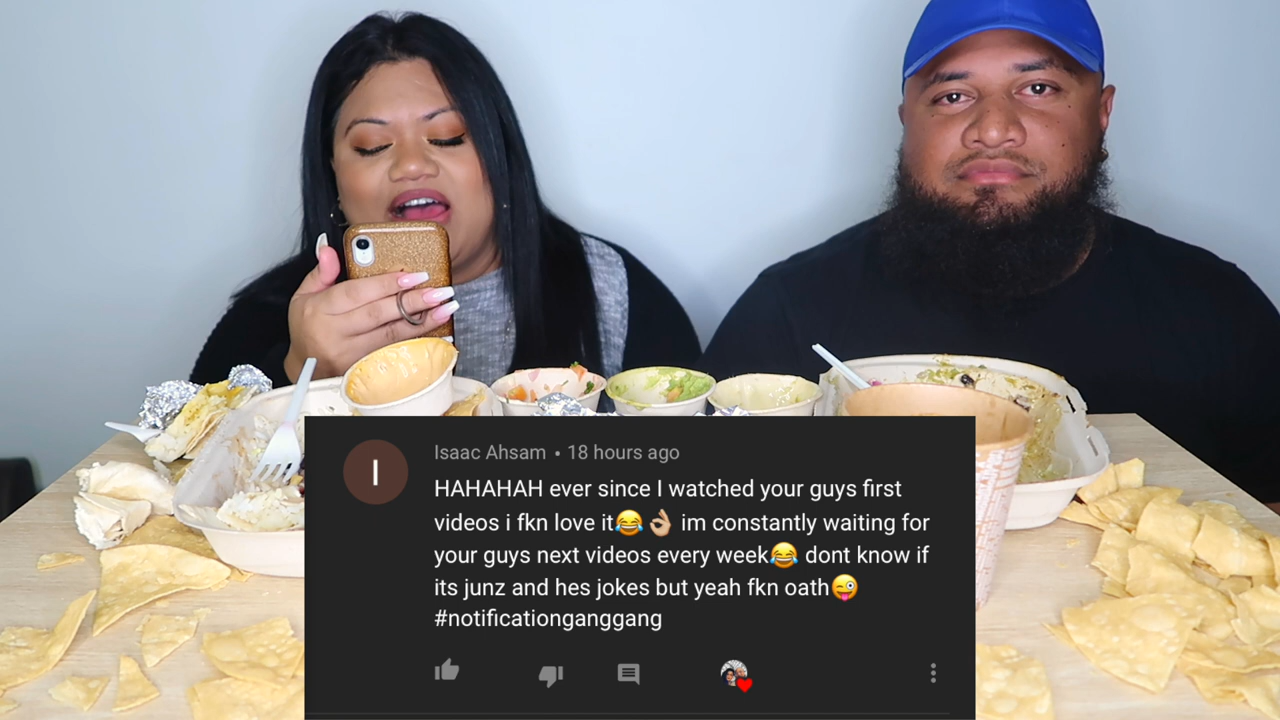 Isaac Ahsam • 18 hours ago
I
HAHAHAH ever since I watched your guys first
videos i fkn love it😂👌🏽 im constantly waiting for
your guys next videos every week😂 dont know if
its junz and hes jokes but yeah fkn oath😜
#notificationganggang